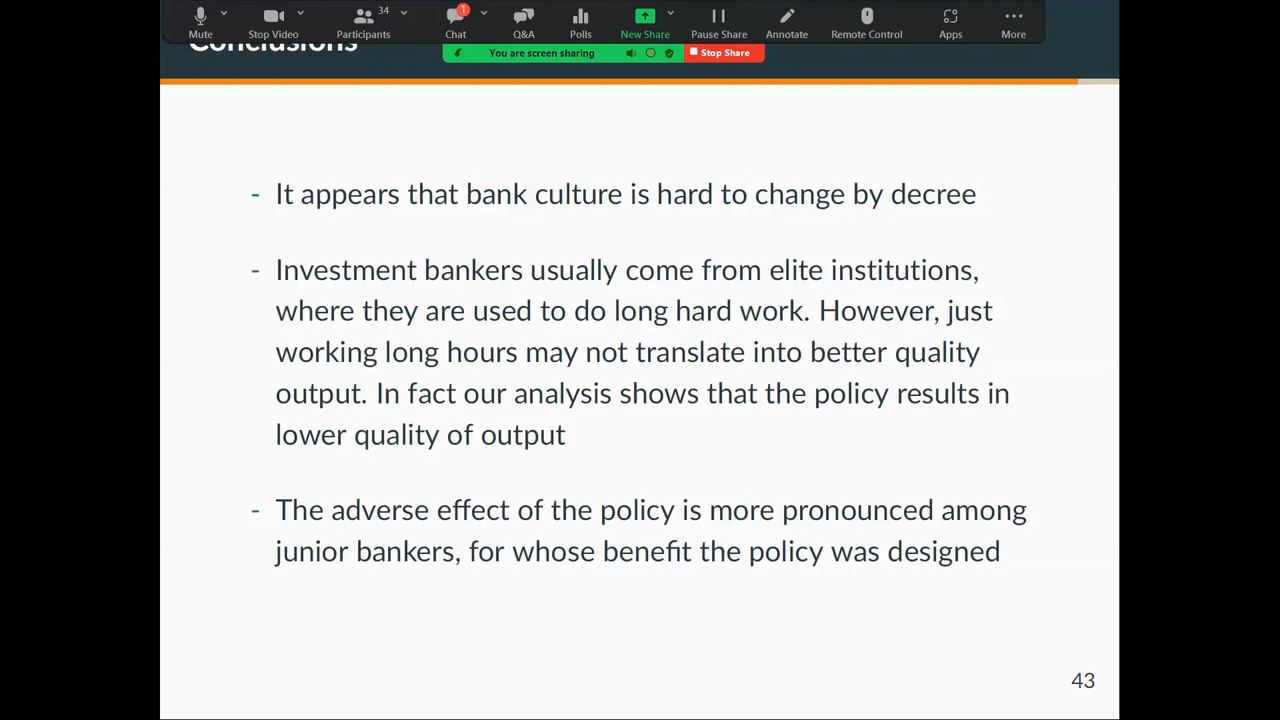 34
1
Mute
Stop Video
Participants
Chat
Q&A
Polls
New Share
Pause Share
Annotate
Remote Control
Apps
More
Conclusions
You are screen sharing
Stop Share
- It appears that bank culture is hard to change by decree
- Investment bankers usually come from elite institutions,
where they are used to do long hard work. However, just
working long hours may not translate into better quality
output. In fact our analysis shows that the policy results in
lower quality of output
- The adverse effect of the policy is more pronounced among
junior bankers, for whose benefit the policy was designed
43